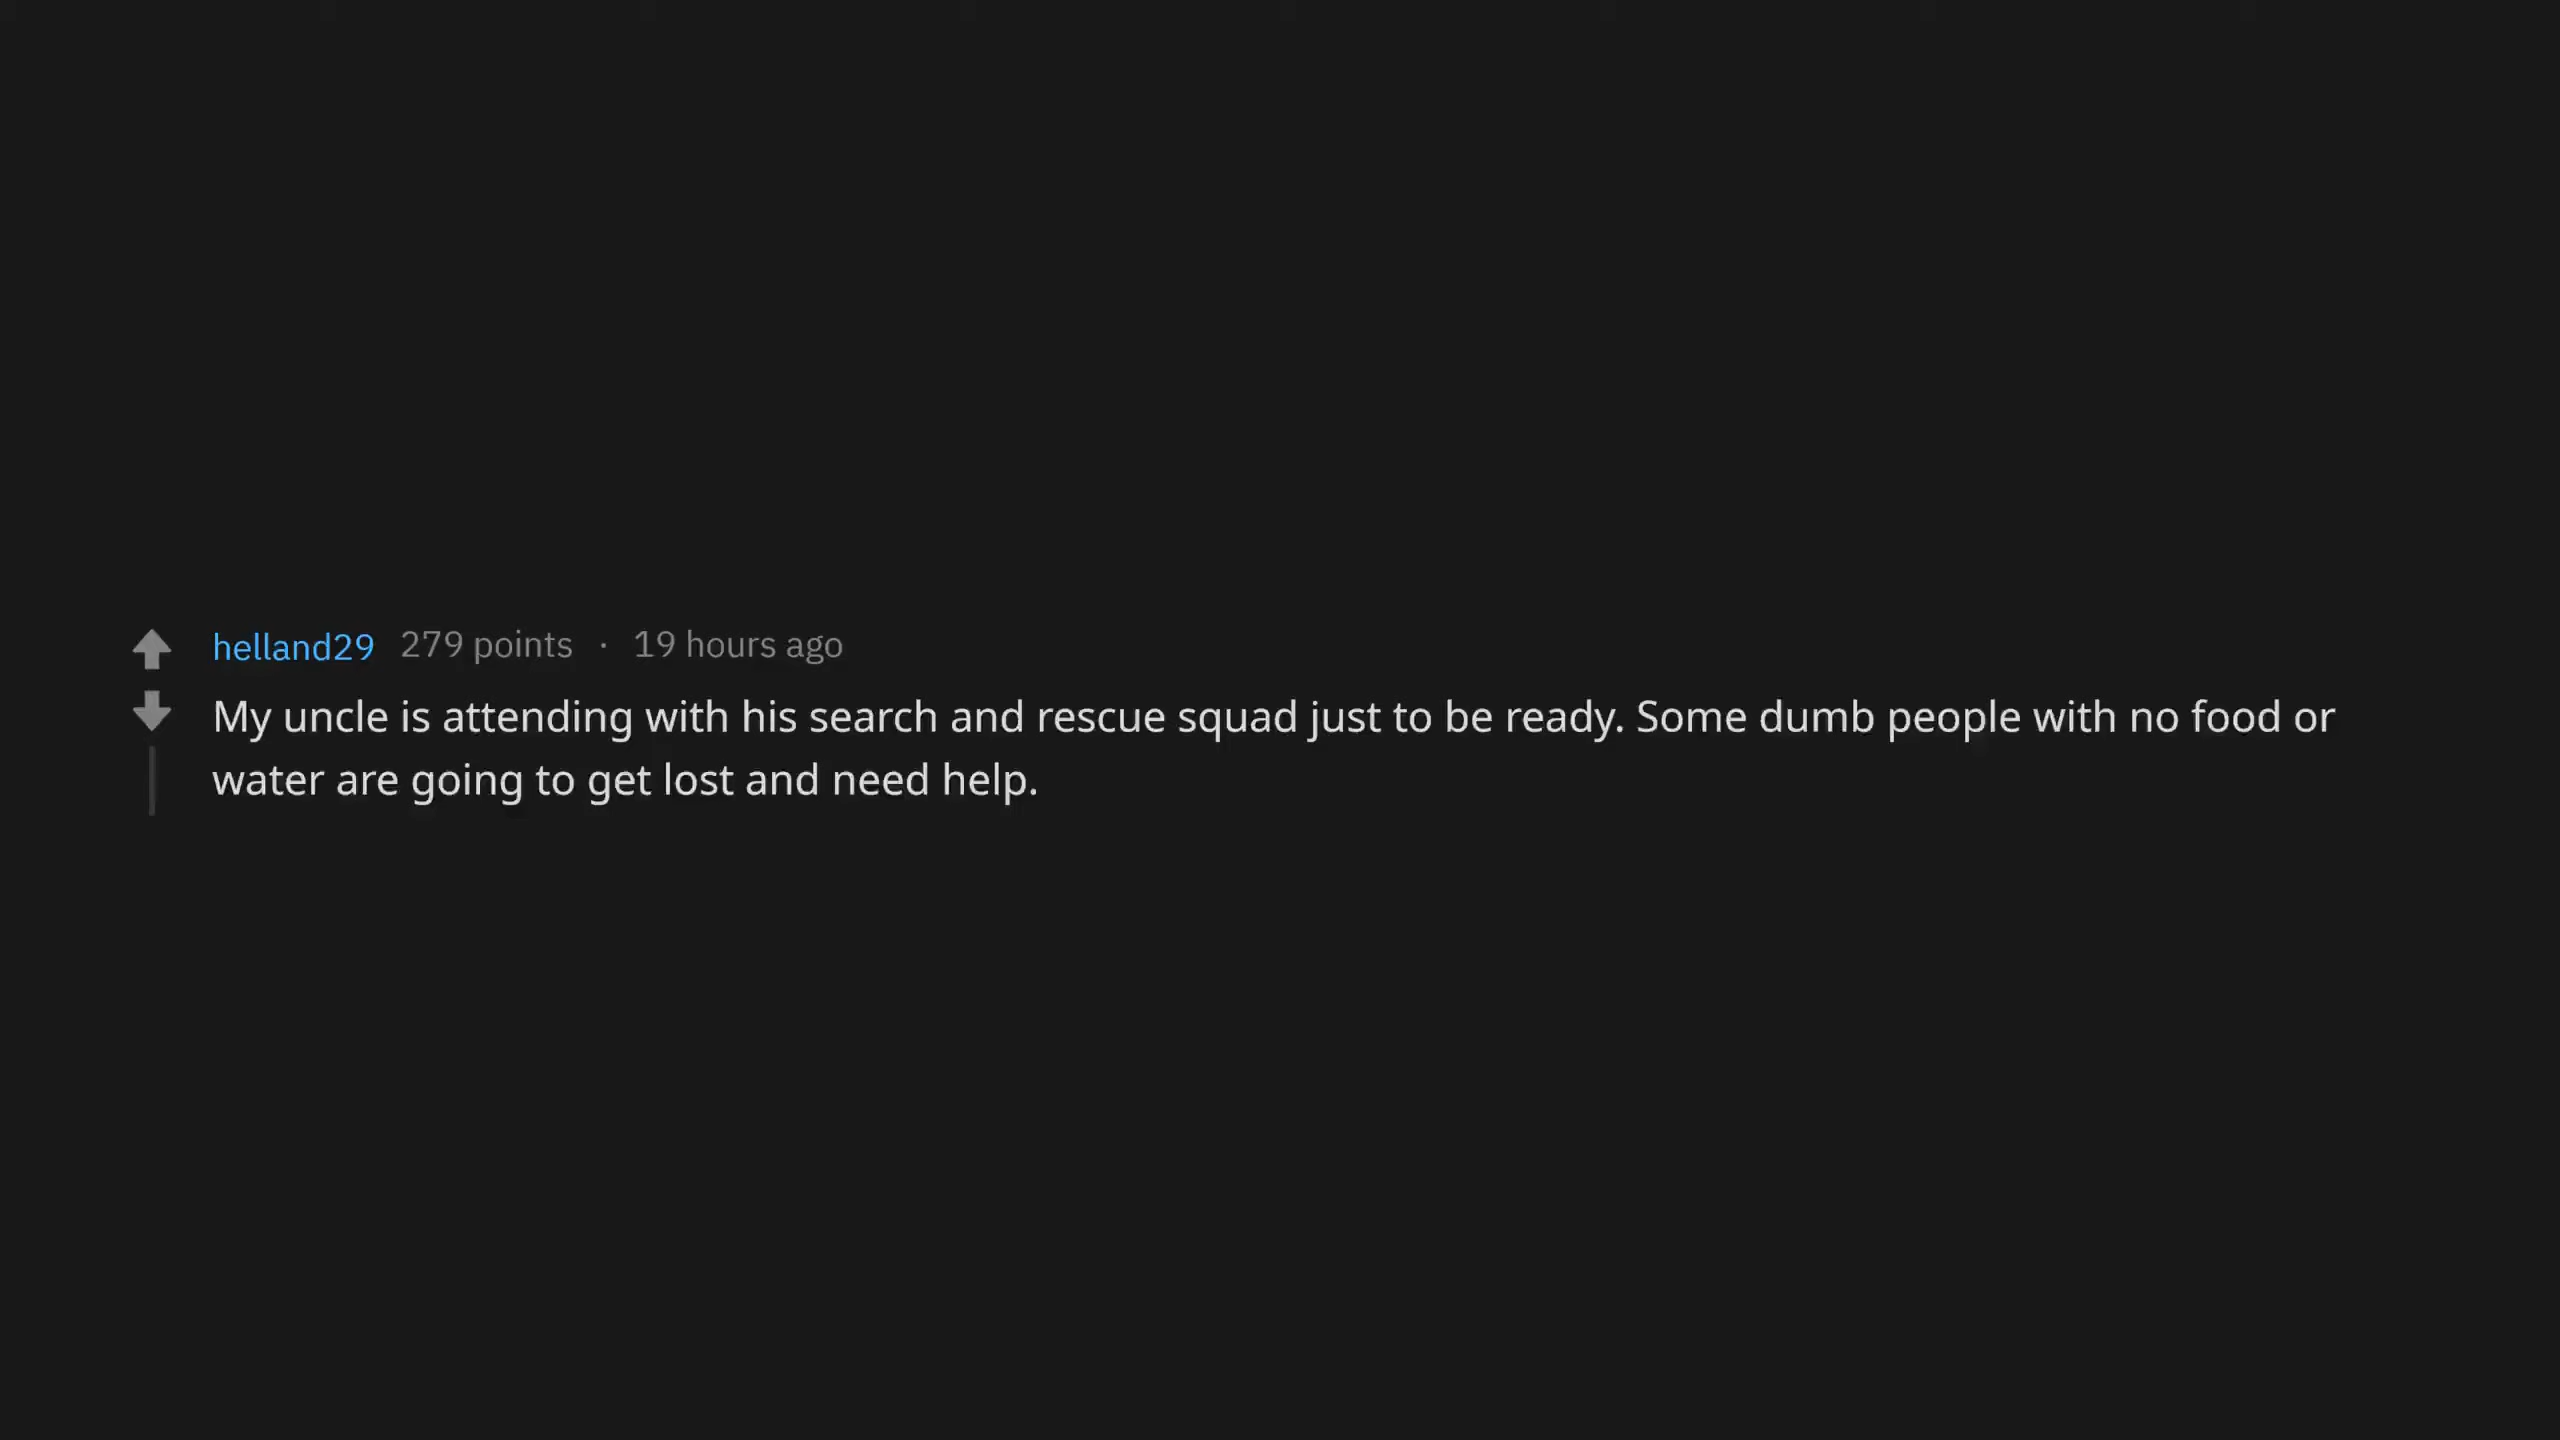 helland29 279 points · 19 hours ago
My uncle is attending with his search and rescue squad just to be ready. Some dumb people with no food or
water are going to get lost and need help.